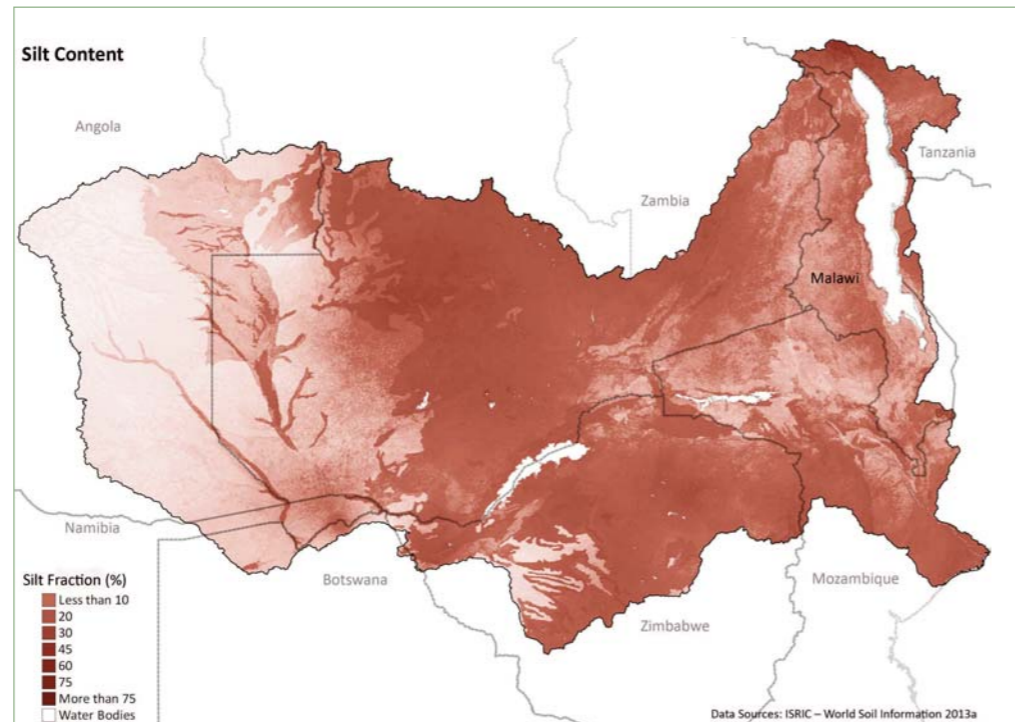 Silt Content
Angola
Tanzania
Zambia
Malawi
Namibia
Botswana
Mozambique
Zimbabwe
Silt Fraction (%)
Less than 10
20
30
45
60
75
More than 75
Water Bodies
Data Sources: ISRIC – World Soil Information 2013a